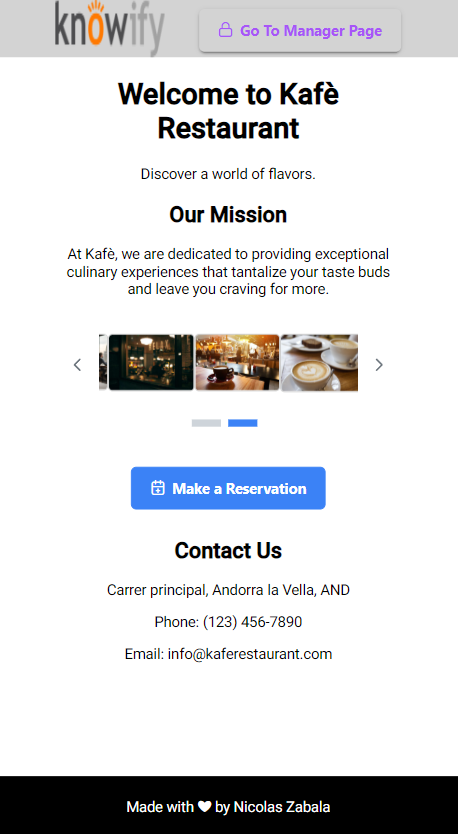 knowify
Go To Manager Page
Welcome to Kafè
Restaurant
Discover a world of flavors.
Our Mission
At Kafè, we are dedicated to providing exceptional
culinary experiences that tantalize your taste buds
and leave you craving for more.
Make a Reservation
Contact Us
Carrer principal, Andorra la Vella, AND
Phone: (123) 456-7890
Email: info@kaferestaurant.com
Made with ❤ by Nicolas Zabala